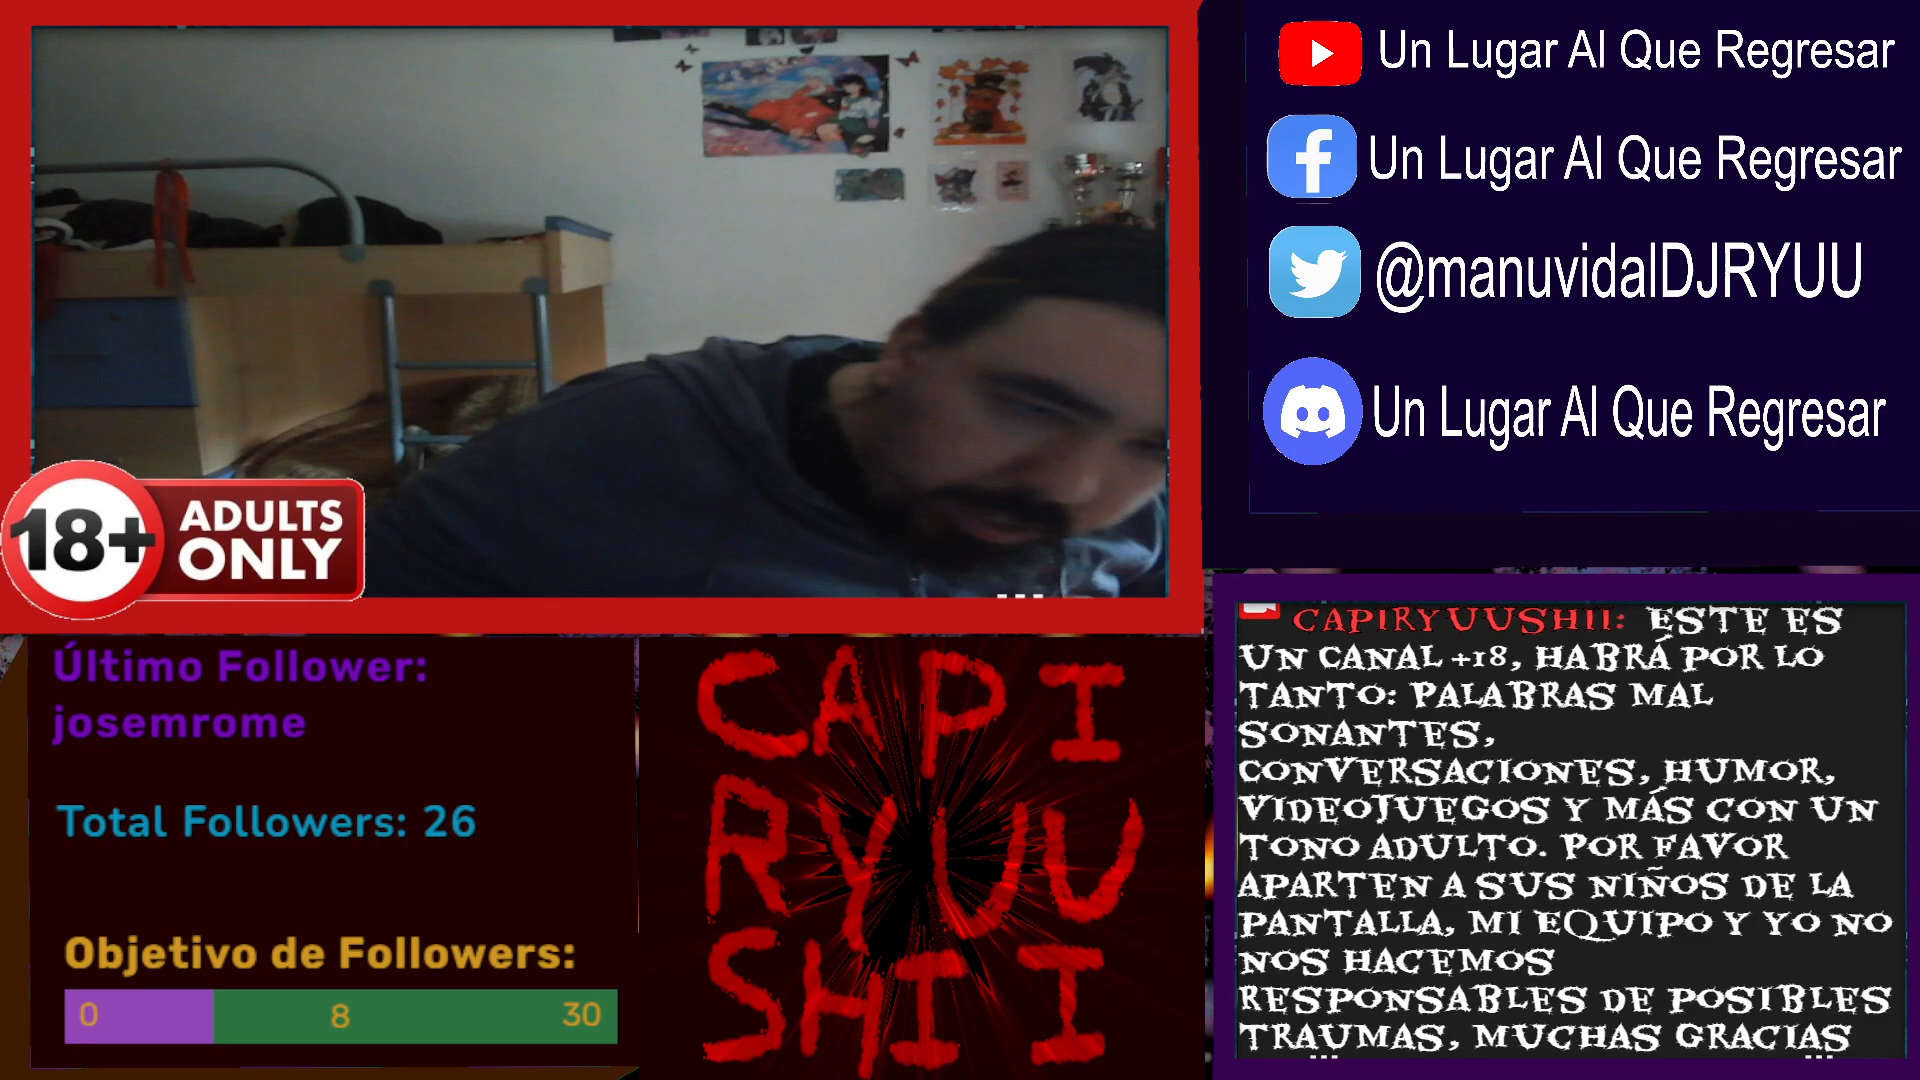 Un Lugar Al Que Regresar
Un Lugar Al Que Regresar
@manuvidalDJRYUU
Un Lugar Al Que Regresar
18+ ADULTS
ONLY
Último Follower:
josemrome
Total Followers: 26
Objetivo de Followers:
0 8 30
CAPI
RYUU
SHII
CAPIRYUUSHII: ESTE ES
UN CANAL +18, HABRÁ POR LO
TANTO: PALABRAS MAL
SONANTES,
CONVERSACIONES, HUMOR,
VIDEOJUEGOS Y MÁS CON UN
TONO ADULTO. POR FAVOR
APARTEN A SUS NIÑOS DE LA
PANTALLA, MI EQUIPO Y YO NO
NOS HACEMOS
RESPONSABLES DE POSIBLES
TRAUMAS, MUCHAS GRACIAS